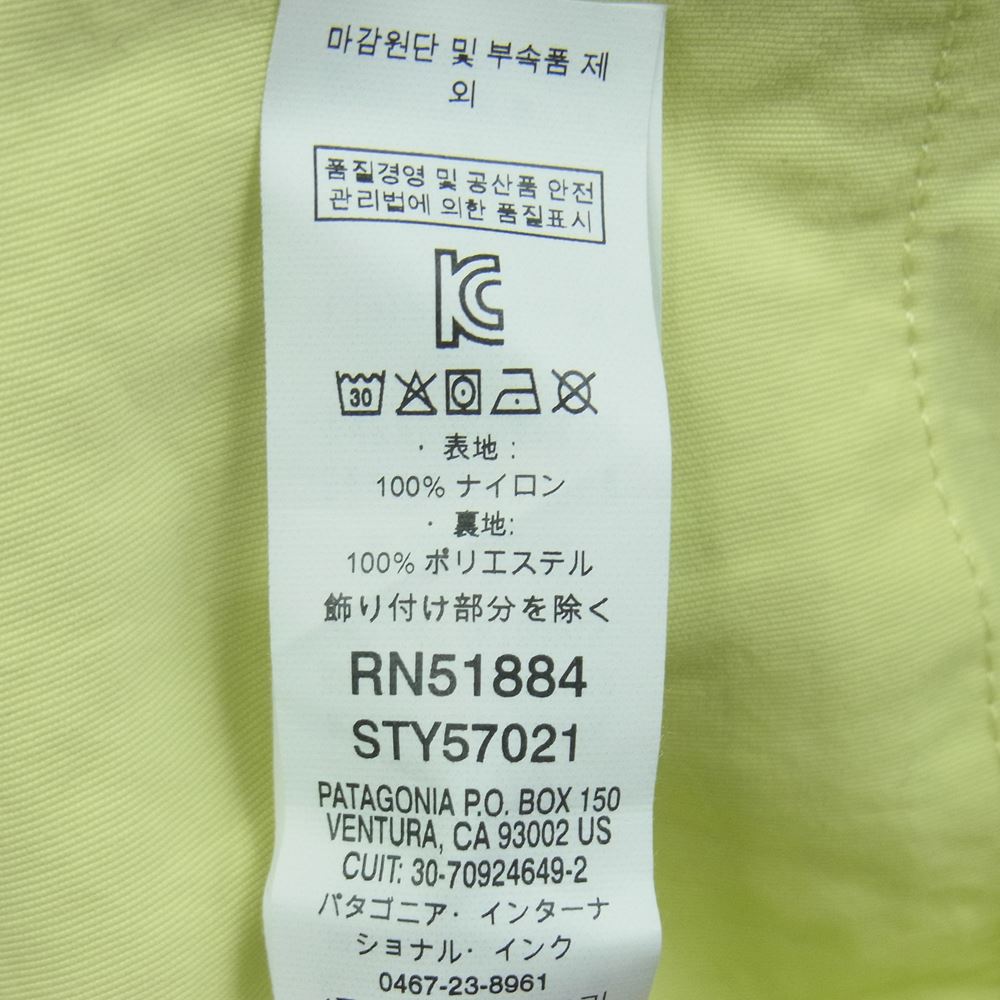 마감원단 및 부속품 제
외
품질경영 및 공산품 안전
관리법에 의한 품질표시
KC
30
・表地:
100% ナイロン
・裏地:
100% ポリエステル
飾り付け部分を除く
RN51884
STY57021
PATAGONIA P.O. BOX 150
VENTURA, CA 93002 US
CUIT: 30-70924649-2
パタゴニア・インターナ
ショナル・インク
0467-23-8961